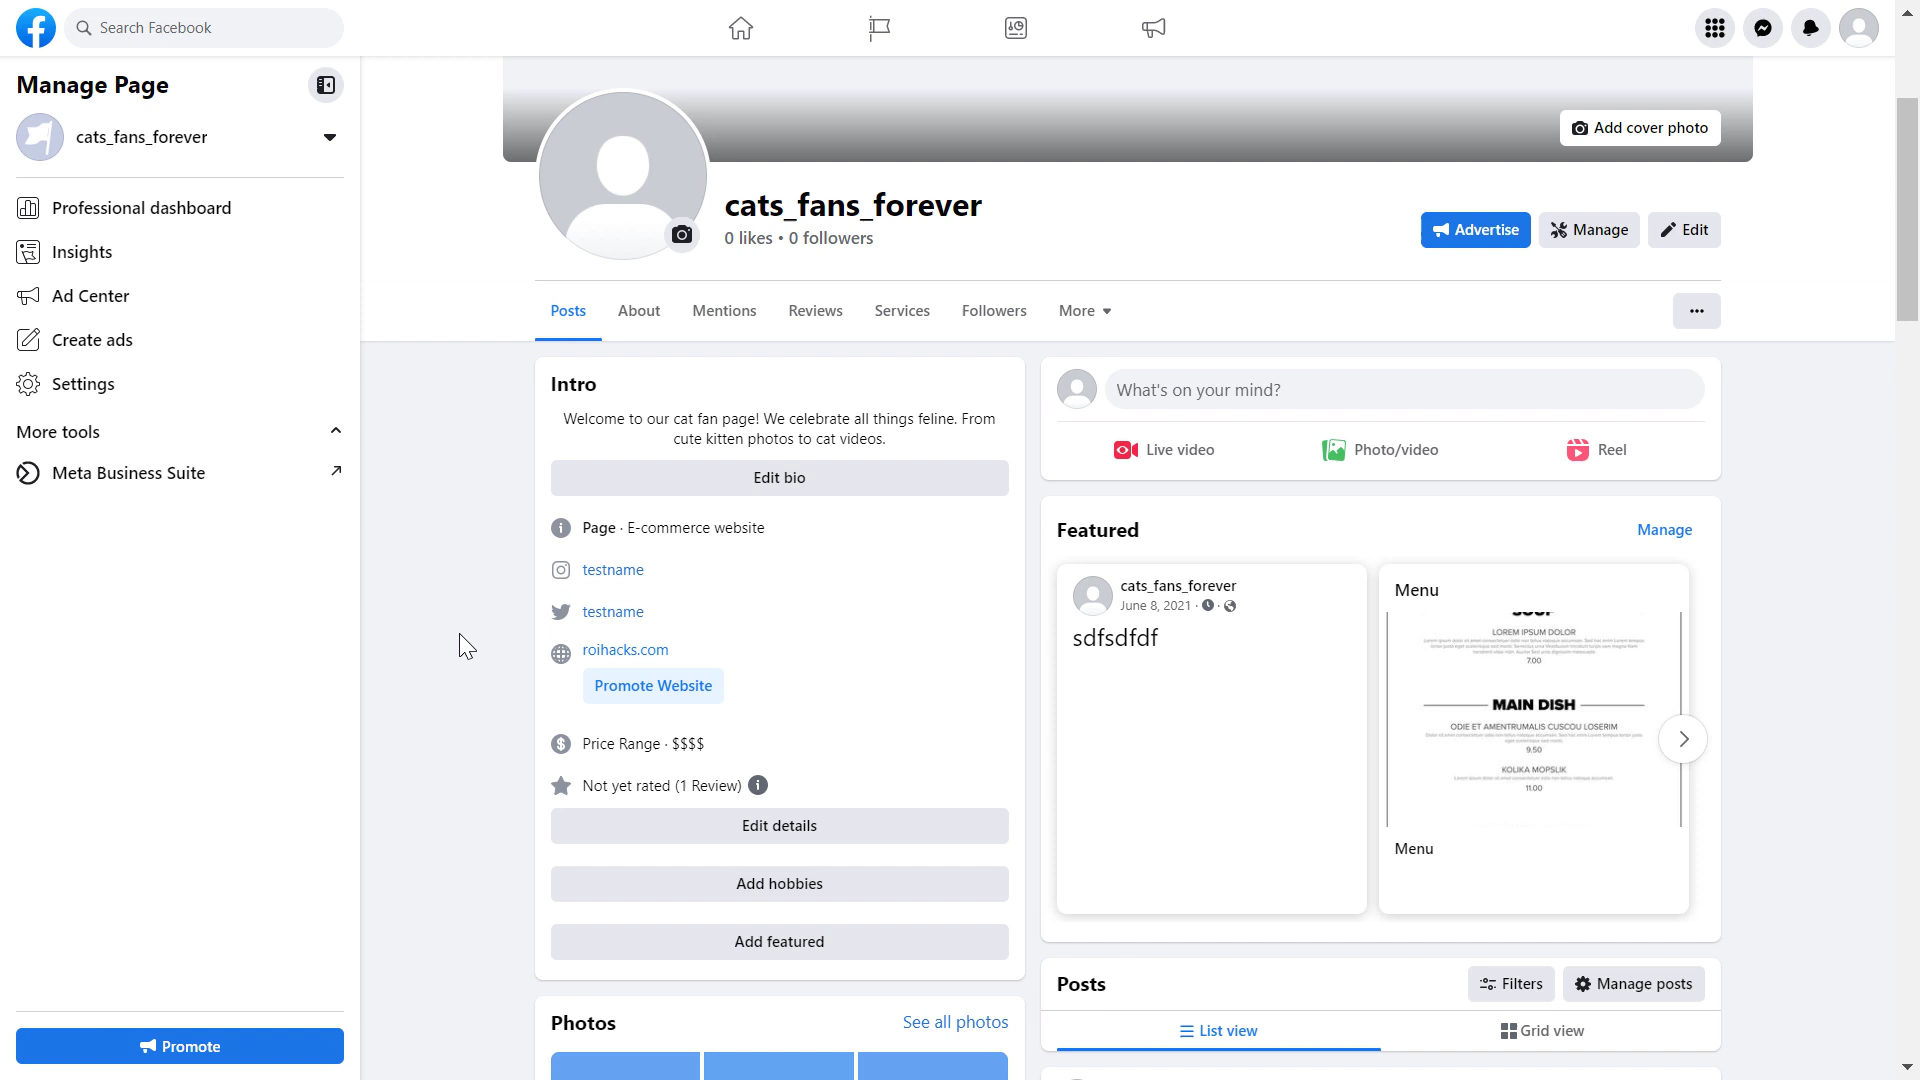 Search Facebook
Manage Page
cats_fans_forever
Professional dashboard
Insights
Ad Center
Create ads
Settings
More tools
Meta Business Suite
Promote
Add cover photo
cats_fans_forever
0 likes • 0 followers
Advertise
Manage
Edit
Posts
About
Mentions
Reviews
Services
Followers
More
Intro
Welcome to our cat fan page! We celebrate all things feline. From
cute kitten photos to cat videos.
Edit bio
Page · E-commerce website
testname
testname
roihacks.com
Promote Website
Price Range · $$$$
Not yet rated (1 Review)
Edit details
Add hobbies
Add featured
Photos
See all photos
What's on your mind?
Live video
Photo/video
Reel
Featured
Manage
cats_fans_forever
June 8, 2021
sdfsdfdf
Menu
LOREM IPSUM DOLOR
7.00
MAIN DISH
ODIE ET AMENTRUMALIS CUSCOU LOSERIM
9.50
KOLIKA MOPSLIK
11.00
Menu
Posts
Filters
Manage posts
List view
Grid view